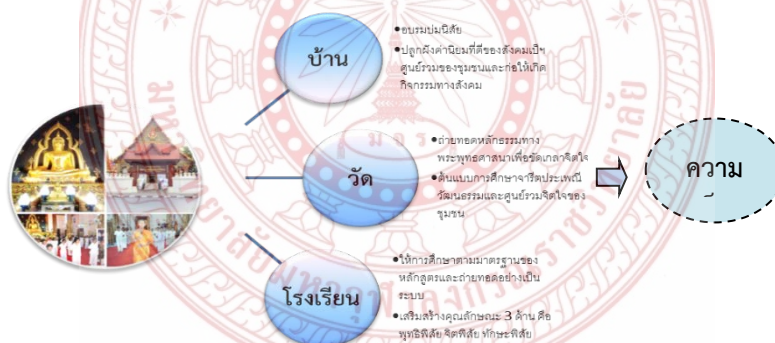 บ้าน
•อบรมบ่มนิสัย
•ปลูกฝังค่านิยมที่ดีของสังคมเป็น
ศูนย์รวมของชุมชนและก่อให้เกิด
กิจกรรมทางสังคม
วัด
•ถ่ายทอดหลักธรรมทาง
พระพุทธศาสนาเพื่อขัดเกลาจิตใจ
•ต้นแบบการศึกษาจารีตประเพณี
วัฒนธรรมและศูนย์รวมจิตใจของ
ชุมชน
โรงเรียน
•ให้การศึกษาตามมาตรฐานของ
หลักสูตรและถ่ายทอดอย่างเป็น
ระบบ
•เสริมสร้างคุณลักษณะ 3 ด้าน คือ
พุทธิพิสัย จิตพิสัย ทักษะพิสัย
ความ